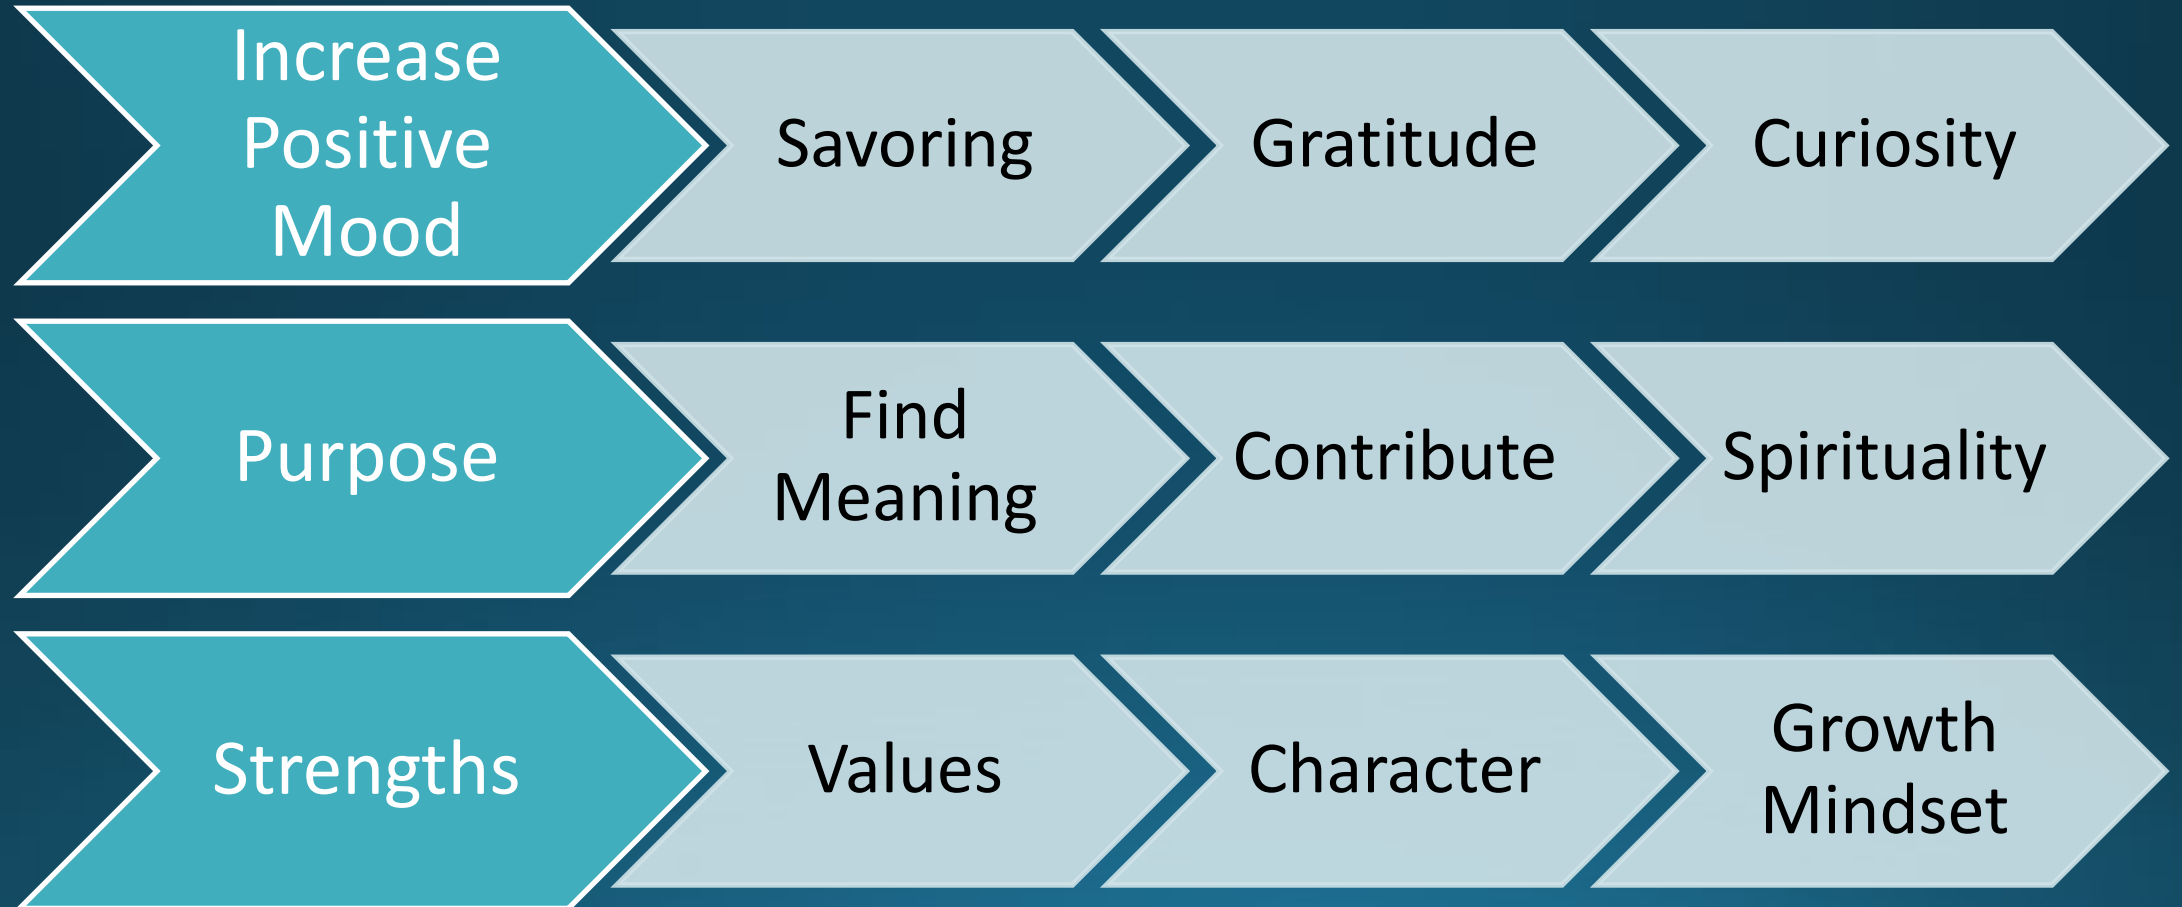 Increase
Positive
Mood
Savoring
Gratitude
Curiosity
Purpose
Find
Meaning
Contribute
Spirituality
Strengths
Values
Character
Growth
Mindset